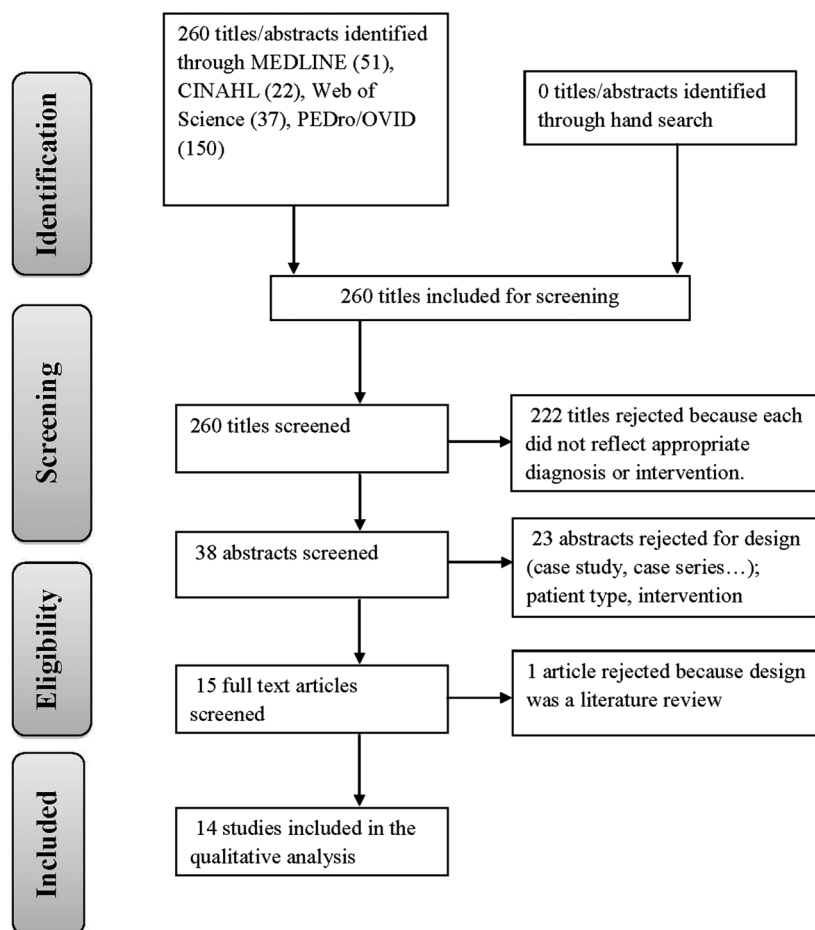 Identification
260 titles/abstracts identified
through MEDLINE (51),
CINAHL (22), Web of
Science (37), PEDro/OVID
(150)
0 titles/abstracts identified
through hand search
260 titles included for screening
Screening
260 titles screened
222 titles rejected because each
did not reflect appropriate
diagnosis or intervention.
38 abstracts screened
23 abstracts rejected for design
(case study, case series…);
patient type, intervention
Eligibility
15 full text articles
screened
1 article rejected because design
was a literature review
Included
14 studies included in the
qualitative analysis